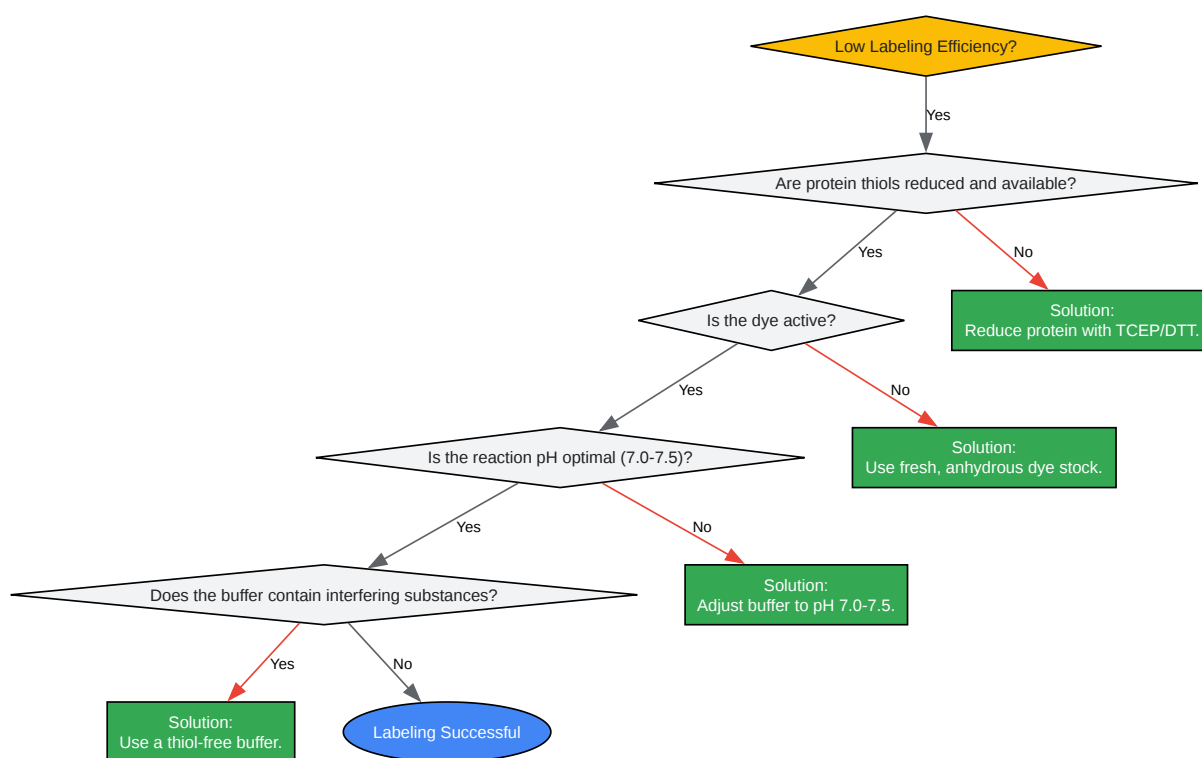 Low Labeling Efficiency?
Yes
Are protein thiols reduced and available?
Yes
No
Is the dye active?
Solution:
Reduce protein with TCEP/DTT.
Yes
No
Is the reaction pH optimal (7.0-7.5)?
Solution:
Use fresh, anhydrous dye stock.
Yes
No
Does the buffer contain interfering substances?
Solution:
Adjust buffer to pH 7.0-7.5.
Yes
No
Solution:
Use a thiol-free buffer.
Labeling Successful